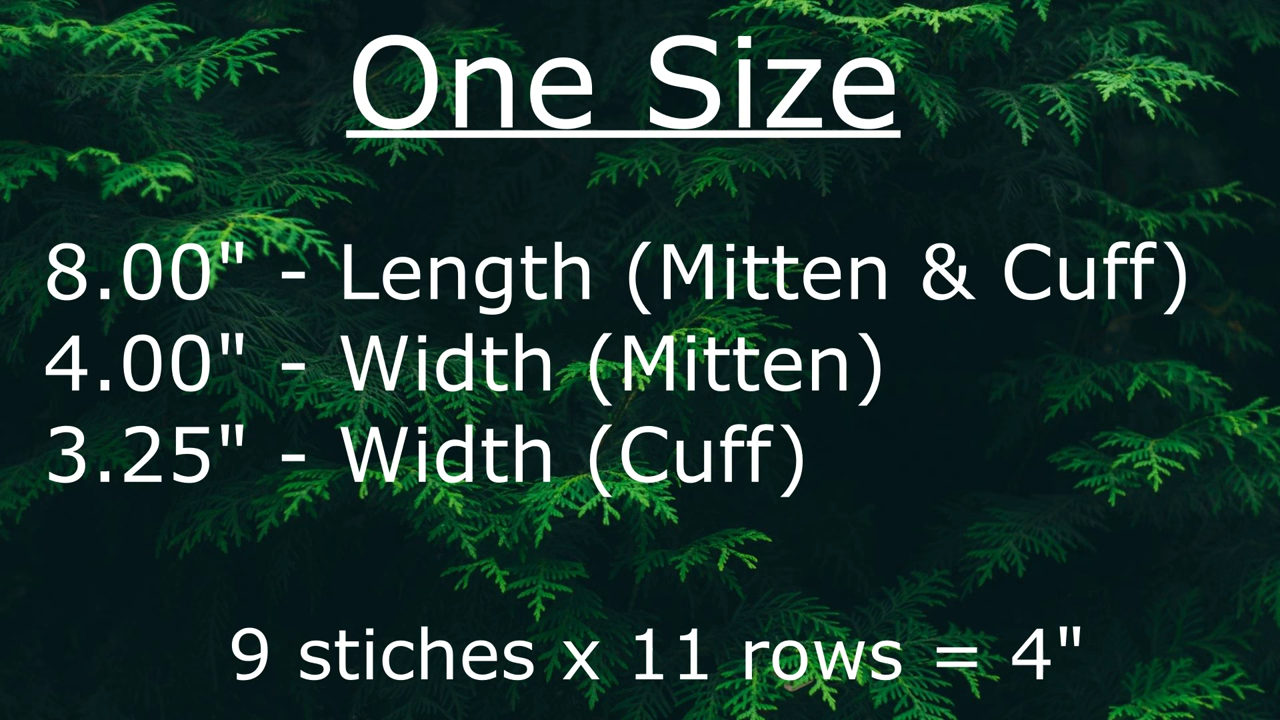 One Size
8.00" - Length (Mitten & Cuff)
4.00" - Width (Mitten)
3.25" - Width (Cuff)
9 stiches x 11 rows = 4"